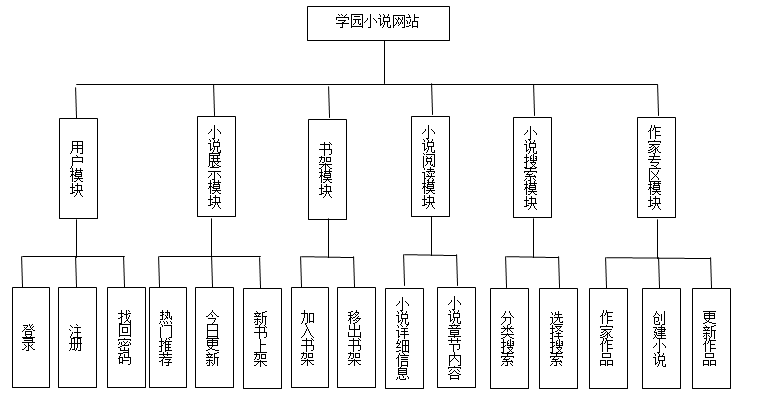 学园小说网站
用户模块
小说展示模块
书架模块
小说阅读模块
小说搜索模块
作家专区模块
登录
注册
找回密码
热门推荐
今日更新
新书上架
加入书架
移出书架
小说详细信息
小说章节内容
分类搜索
选择搜索
作家作品
创建小说
更新作品